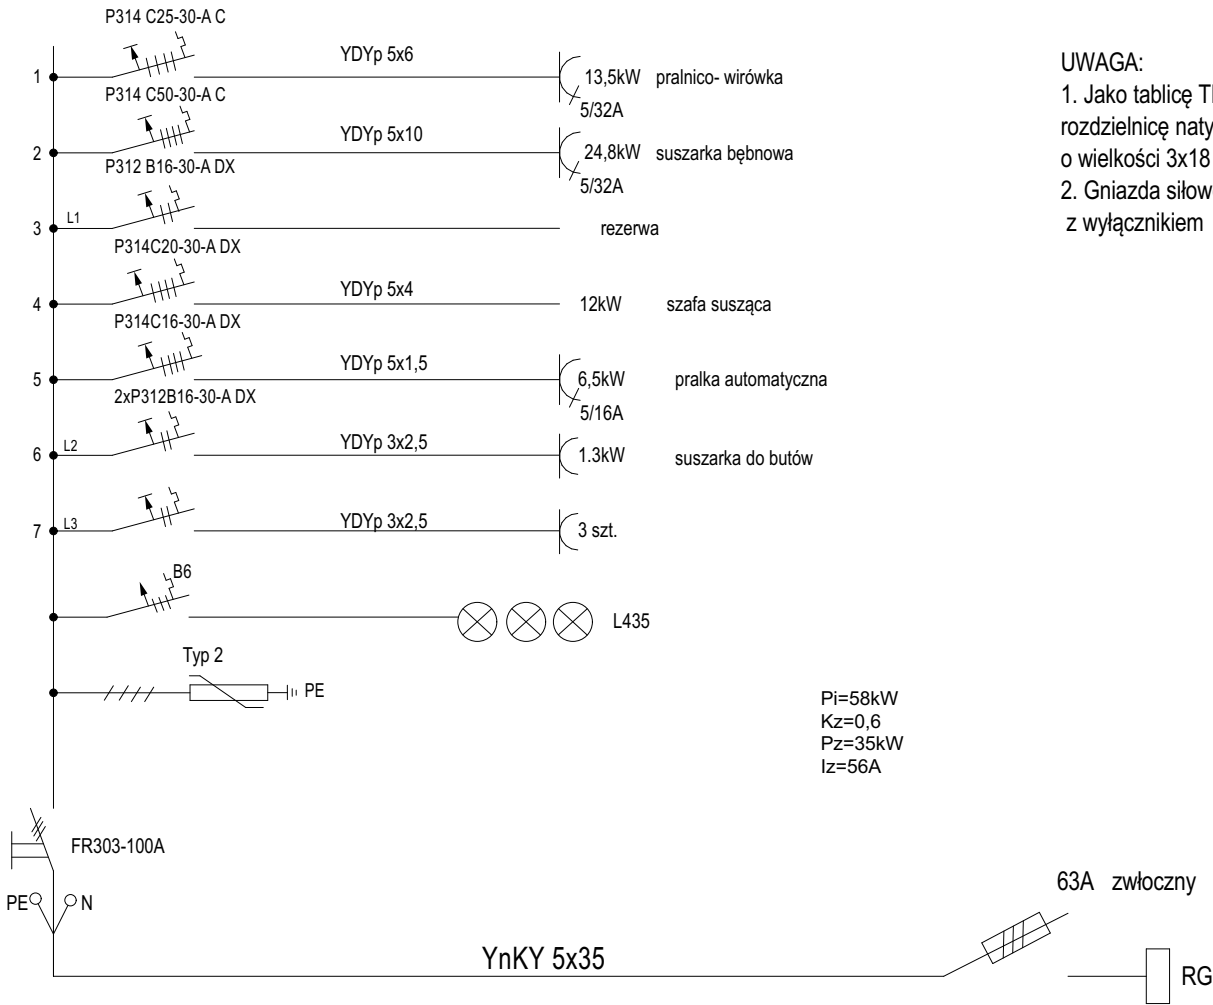 P314 C25-30-A C
1
YDYp 5x6
13,5kW pralnico- wirówka
5/32A
P314 C50-30-A C
2
YDYp 5x10
24,8kW suszarka bębnowa
5/32A
P312 B16-30-A DX
3
L1
rezerwa
P314C20-30-A DX
4
YDYp 5x4
12kW szafa susząca
P314C16-30-A DX
5
YDYp 5x1,5
6,5kW pralka automatyczna
5/16A
2xP312B16-30-A DX
6
L2
YDYp 3x2,5
1.3kW suszarka do butów
7
L3
YDYp 3x2,5
3 szt.
B6
L435
Typ 2
PE
UWAGA:
1. Jako tablicę
rozdzielnicę
o wielkości 3x18
2. Gniazda
z wyłącznikiem
Pi=58kW
Kz=0,6
Pz=35kW
Iz=56A
FR303-100A
PE N
YnKY 5x35
63A zwłoczny
RG